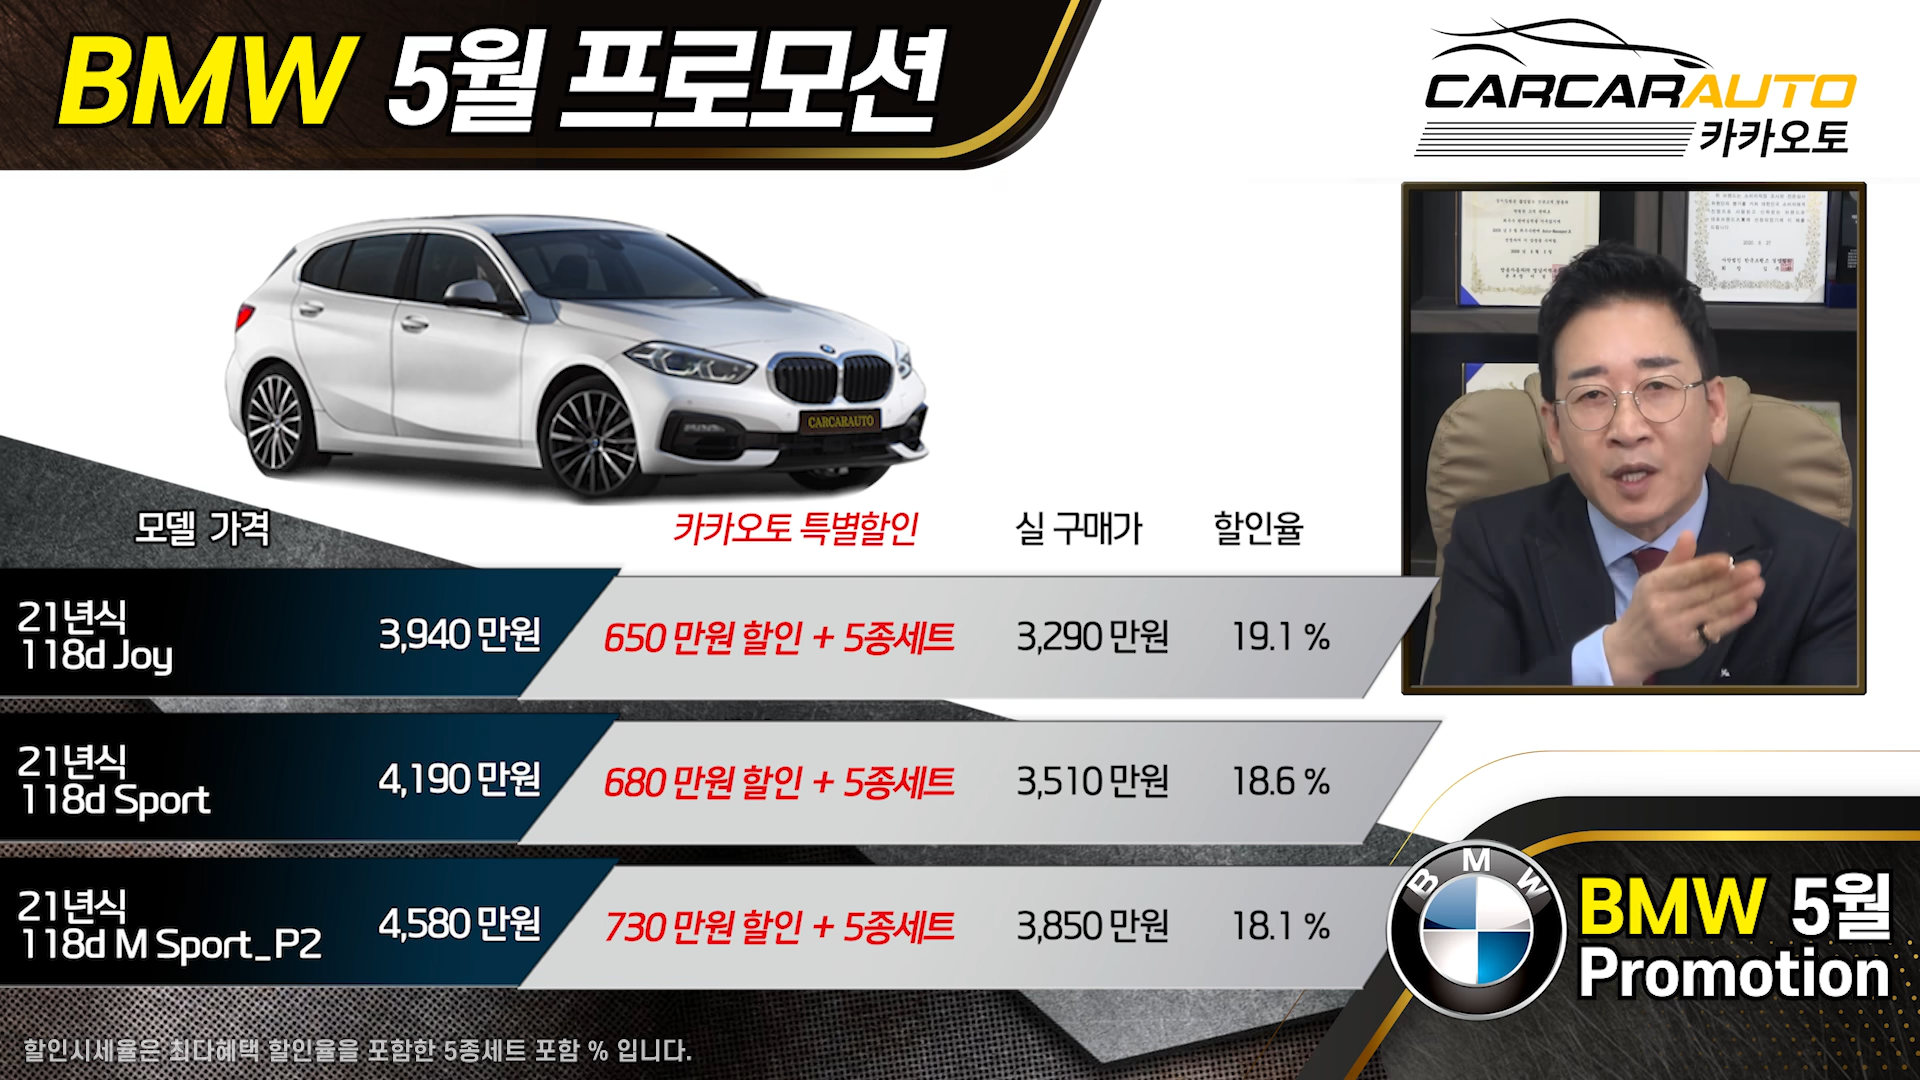 BMW 5월 프로모션
CARCARAUTO
카카오토
CARCARAUTO
모델 가격 카카오토 특별할인 실 구매가 할인율
21년식
118d Joy
3,940 만원 650 만원 할인 + 5종세트 3,290 만원 19.1 %
21년식
118d Sport
4,190 만원 680 만원 할인 + 5종세트 3,510 만원 18.6 %
21년식
118d M Sport_P2
4,580 만원 730 만원 할인 + 5종세트 3,850 만원 18.1 %
BMW
BMW 5월
Promotion
할인시세율은 최다혜택 할인율을 포함한 5종세트 포함 % 입니다.